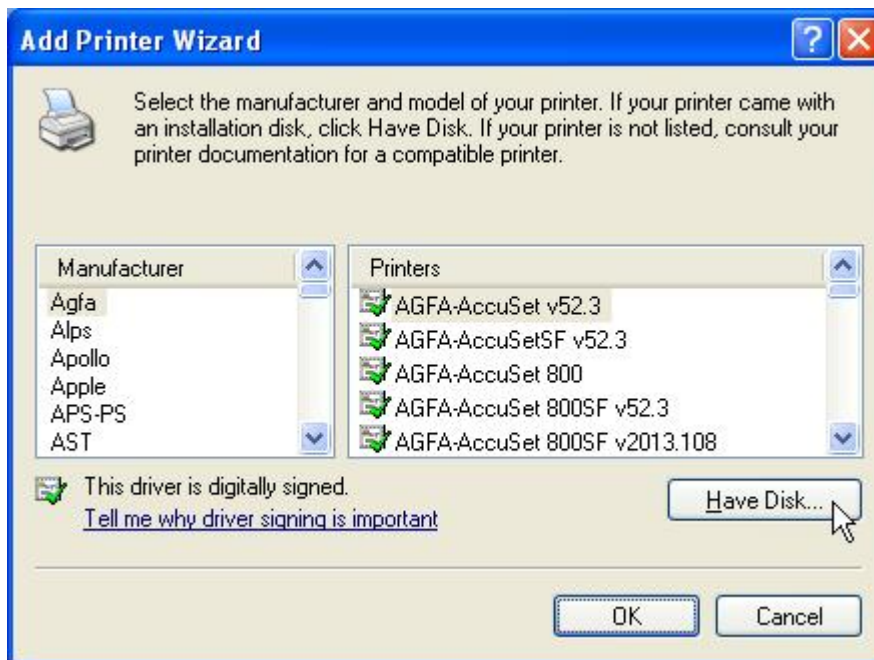 Add Printer Wizard
Select the manufacturer and model of your printer. If your printer came with
an installation disk, click Have Disk. If your printer is not listed, consult your
printer documentation for a compatible printer.
Manufacturer
Agfa
Alps
Apollo
Apple
APS-PS
AST
Printers
AGFA-AccuSet v52.3
AGFA-AccuSetSF v52.3
AGFA-AccuSet 800
AGFA-AccuSet 800SF v52.3
AGFA-AccuSet 800SF v2013.108
This driver is digitally signed.
Tell me why driver signing is important
Have Disk...
OK
Cancel